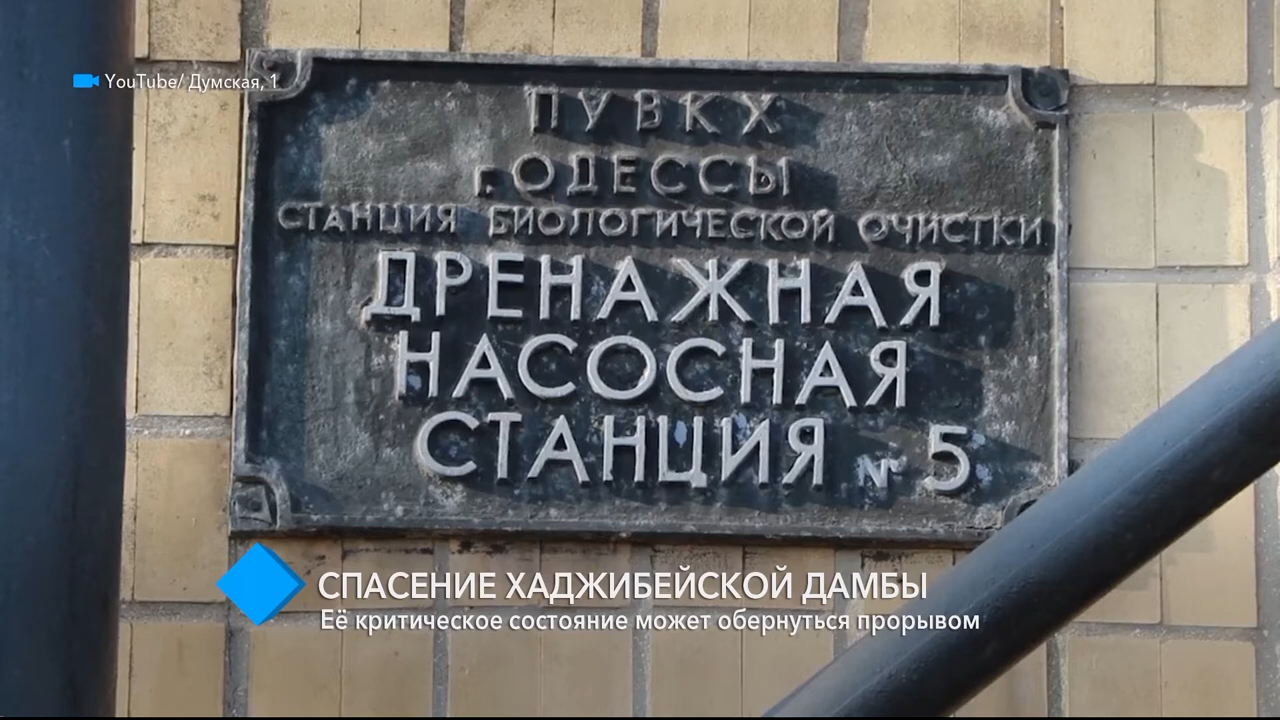 YouTube/ Думская, 1
ПУВКХ
г. ОДЕССЫ
СТАНЦИЯ БИОЛОГИЧЕСКОЙ ОЧИСТКИ
ДРЕНАЖНАЯ
НАСОСНАЯ
СТАНЦИЯ № 5
СПАСЕНИЕ ХАДЖИБЕЙСКОЙ ДАМБЫ
Её критическое состояние может обернуться прорывом